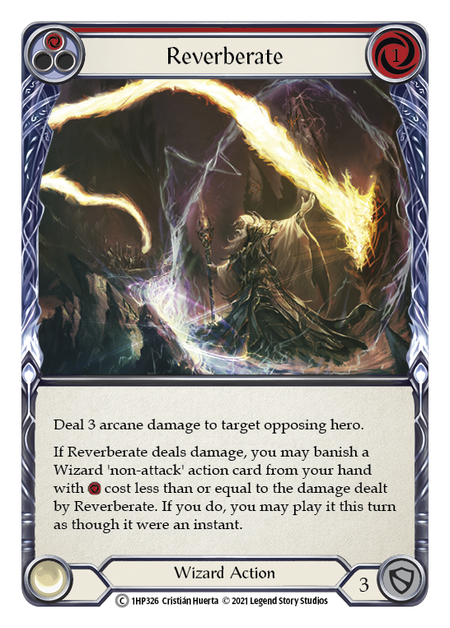 Reverberate
1
Deal 3 arcane damage to target opposing hero.
If Reverberate deals damage, you may banish a
Wizard 'non-attack' action card from your hand
with cost less than or equal to the damage dealt
by Reverberate. If you do, you may play it this turn
as though it were an instant.
Wizard Action
3
C 1HP326 Cristián Huerta © 2021 Legend Story Studios